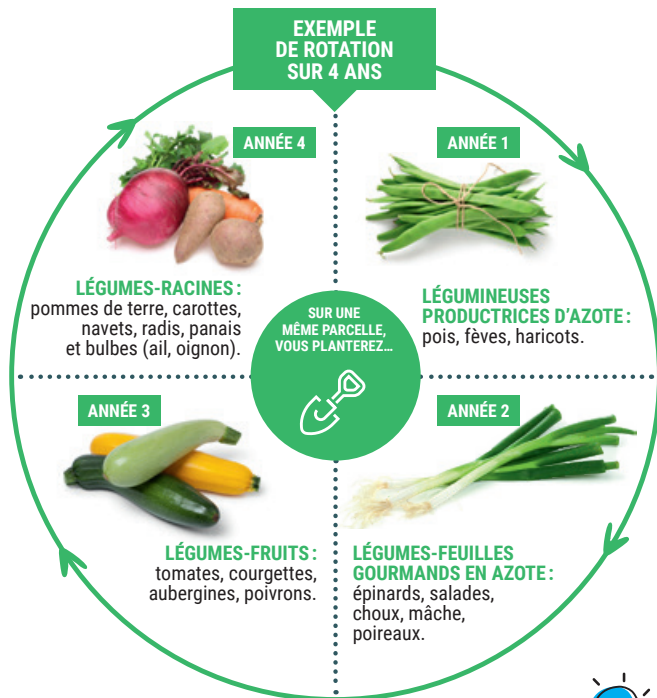 EXEMPLE
DE ROTATION
SUR 4 ANS
ANNÉE 1
LÉGUMINEUSES
PRODUCTRICES D'AZOTE :
pois, fèves, haricots.
ANNÉE 2
LÉGUMES-FEUILLES
GOURMANDS EN AZOTE :
épinards, salades,
choux, mâche,
poireaux.
ANNÉE 3
LÉGUMES-FRUITS :
tomates, courgettes,
aubergines, poivrons.
ANNÉE 4
LÉGUMES-RACINES :
pommes de terre, carottes,
navets, radis, panais
et bulbes (ail, oignon).
SUR UNE
MÊME PARCELLE,
VOUS PLANTEREZ…